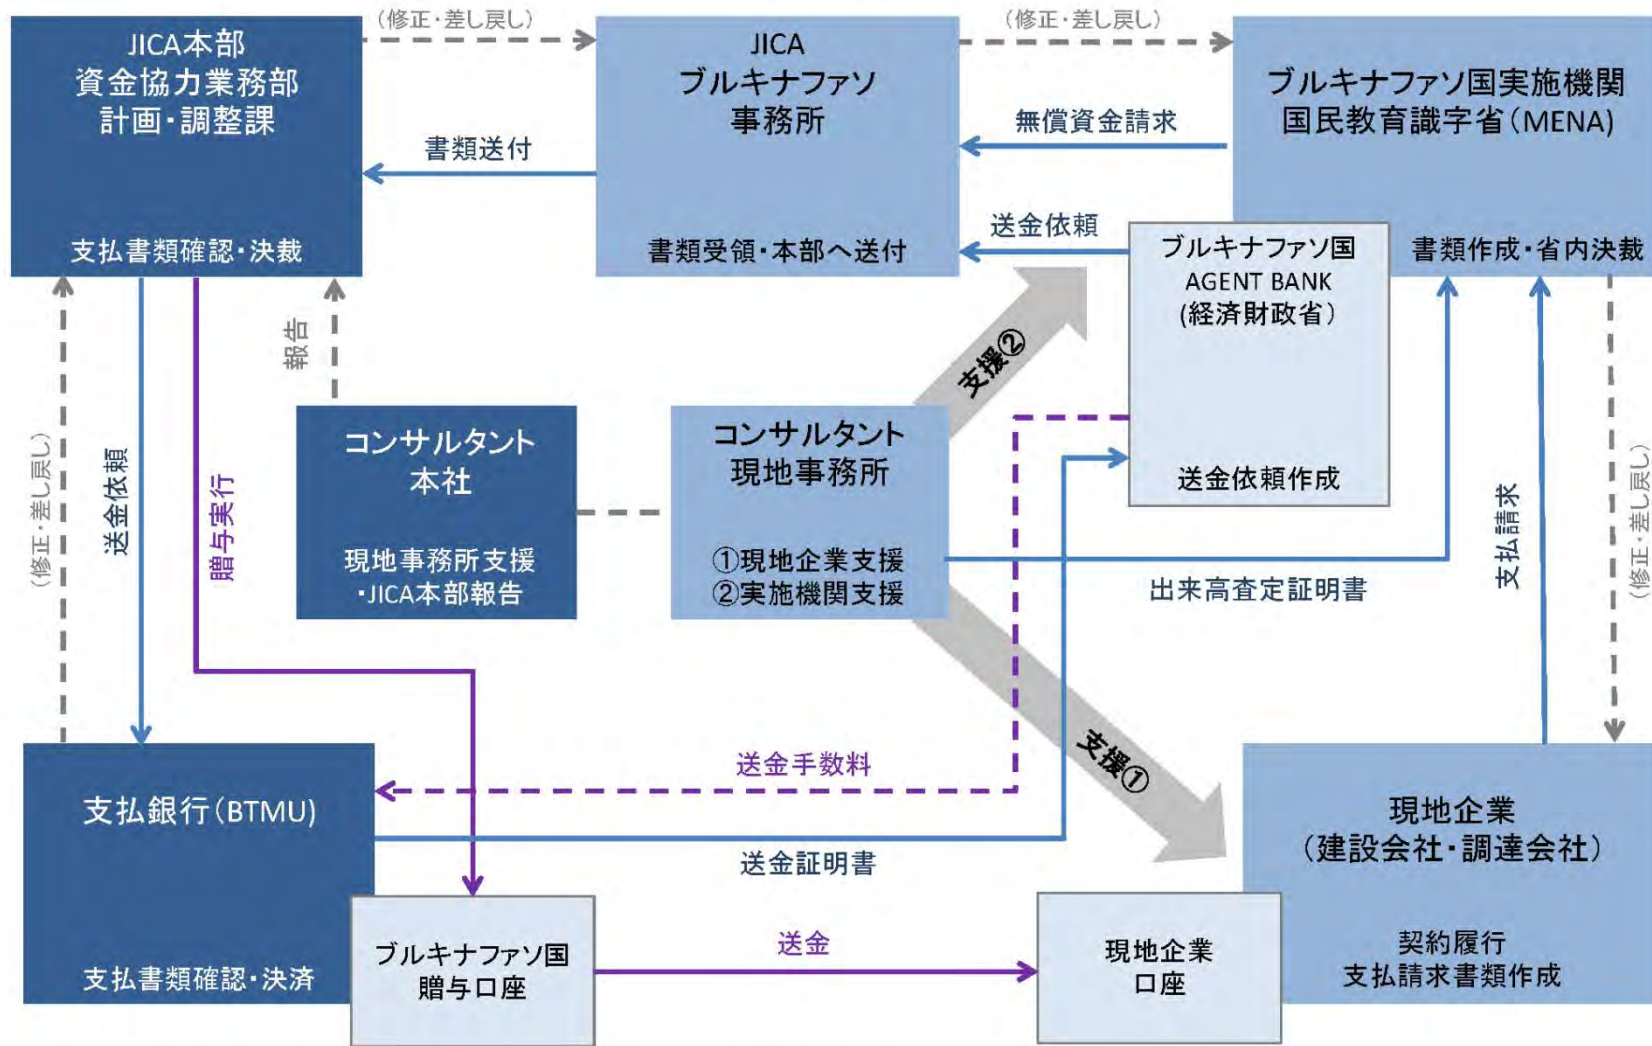 (修正・差し戻し)
(修正・差し戻し)
JICA本部
資金協力業務部
計画・調整課
支払書類確認・決裁
書類送付
JICA
ブルキナファソ
事務所
書類受領・本部へ送付
無償資金請求
送金依頼
ブルキナファソ国実施機関
国民教育識字省(MENA)
書類作成・省内決裁
ブルキナファソ国
AGENT BANK
(経済財政省)
送金依頼作成
報告
支援②
コンサルタント
本社
現地事務所支援
・JICA本部報告
コンサルタント
現地事務所
①現地企業支援
②実施機関支援
(修正・差し戻し)
送金依頼
贈与実行
出来高査定証明書
支払請求
(修正・差し戻し)
支援①
送金手数料
送金証明書
支払銀行(BTMU)
支払書類確認・決済
ブルキナファソ国
贈与口座
送金
現地企業
口座
現地企業
(建設会社・調達会社)
契約履行
支払請求書類作成